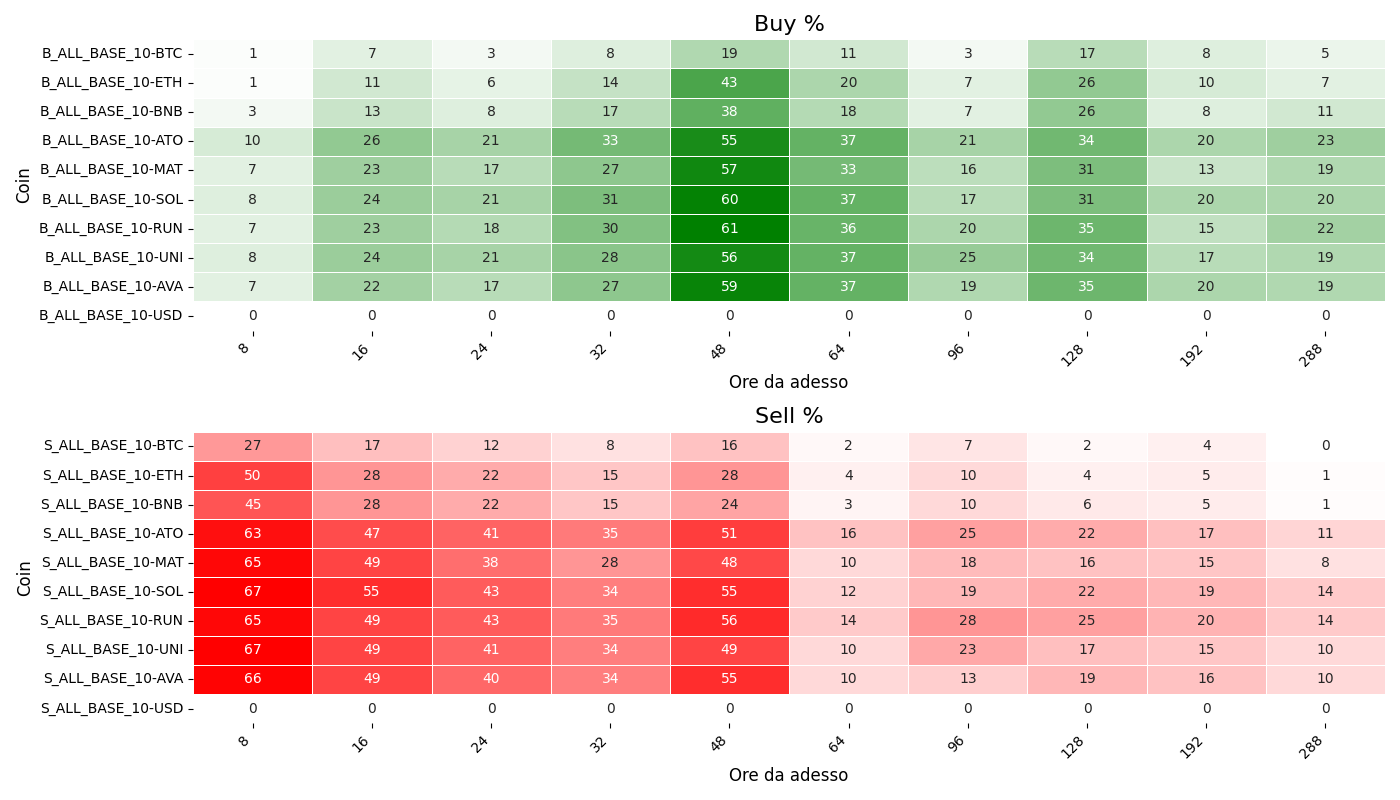 Buy %
Coin
B_ALL_BASE_10-BTC 1 7 3 8 19 11 3 17 8 5
B_ALL_BASE_10-ETH 1 11 6 14 43 20 7 26 10 7
B_ALL_BASE_10-BNB 3 13 8 17 38 18 7 26 8 11
B_ALL_BASE_10-ATO 10 26 21 33 55 37 21 34 20 23
B_ALL_BASE_10-MAT 7 23 17 27 57 33 16 31 13 19
B_ALL_BASE_10-SOL 8 24 21 31 60 37 17 31 20 20
B_ALL_BASE_10-RUN 7 23 18 30 61 36 20 35 15 22
B_ALL_BASE_10-UNI 8 24 21 28 56 37 25 34 17 19
B_ALL_BASE_10-AVA 7 22 17 27 59 37 19 35 20 19
B_ALL_BASE_10-USD 0 0 0 0 0 0 0 0 0 0
8 16 24 32 48 64 96 128 192 288
Ore da adesso
Sell %
Coin
S_ALL_BASE_10-BTC 27 17 12 8 16 2 7 2 4 0
S_ALL_BASE_10-ETH 50 28 22 15 28 4 10 4 5 1
S_ALL_BASE_10-BNB 45 28 22 15 24 3 10 6 5 1
S_ALL_BASE_10-ATO 63 47 41 35 51 16 25 22 17 11
S_ALL_BASE_10-MAT 65 49 38 28 48 10 18 16 15 8
S_ALL_BASE_10-SOL 67 55 43 34 55 12 19 22 19 14
S_ALL_BASE_10-RUN 65 49 43 35 56 14 28 25 20 14
S_ALL_BASE_10-UNI 67 49 41 34 49 10 23 17 15 10
S_ALL_BASE_10-AVA 66 49 40 34 55 10 13 19 16 10
S_ALL_BASE_10-USD 0 0 0 0 0 0 0 0 0 0
8 16 24 32 48 64 96 128 192 288
Ore da adesso